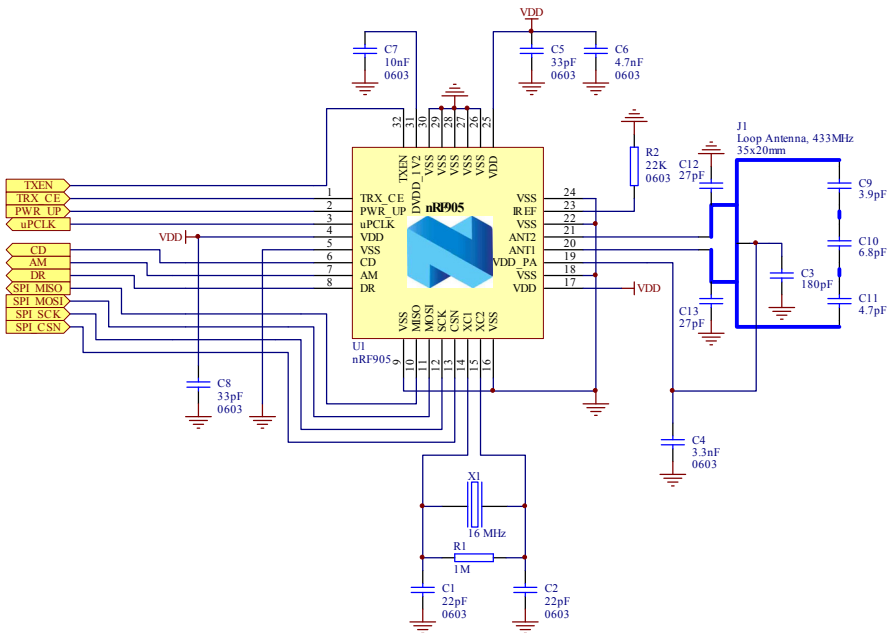 VDD
C7
10nF
0603
C5
33pF
0603
C6
4.7nF
0603
J1
Loop Antenna, 433MHz
35x20mm
R2
22K
0603
C12
27pF
C9
3.9pF
C10
6.8pF
C11
4.7pF
C3
180pF
C13
27pF
32
31
30
29
28
27
26
25
TXEN
DVDD_1V2
VSS
VSS
VSS
VSS
VSS
VDD
nRF905
TXEN
TRX_CE
PWR_UP
uPCLK
CD
AM
DR
SPI_MISO
SPI_MOSI
SPI_SCK
SPI_CSN
VDD
1
2
3
4
5
6
7
8
TRX_CE
PWR_UP
uPCLK
VDD
VSS
CD
AM
DR
VSS
IREF
VSS
ANT2
ANT1
VDD_PA
VSS
VDD
24
23
22
21
20
19
18
17
VDD
VSS
MISO
MOSI
SCK
CSN
XC1
XC2
VSS
9
10
11
12
13
14
15
16
U1
nRF905
C8
33pF
0603
C4
3.3nF
0603
X1
16 MHz
R1
1M
C1
22pF
0603
C2
22pF
0603